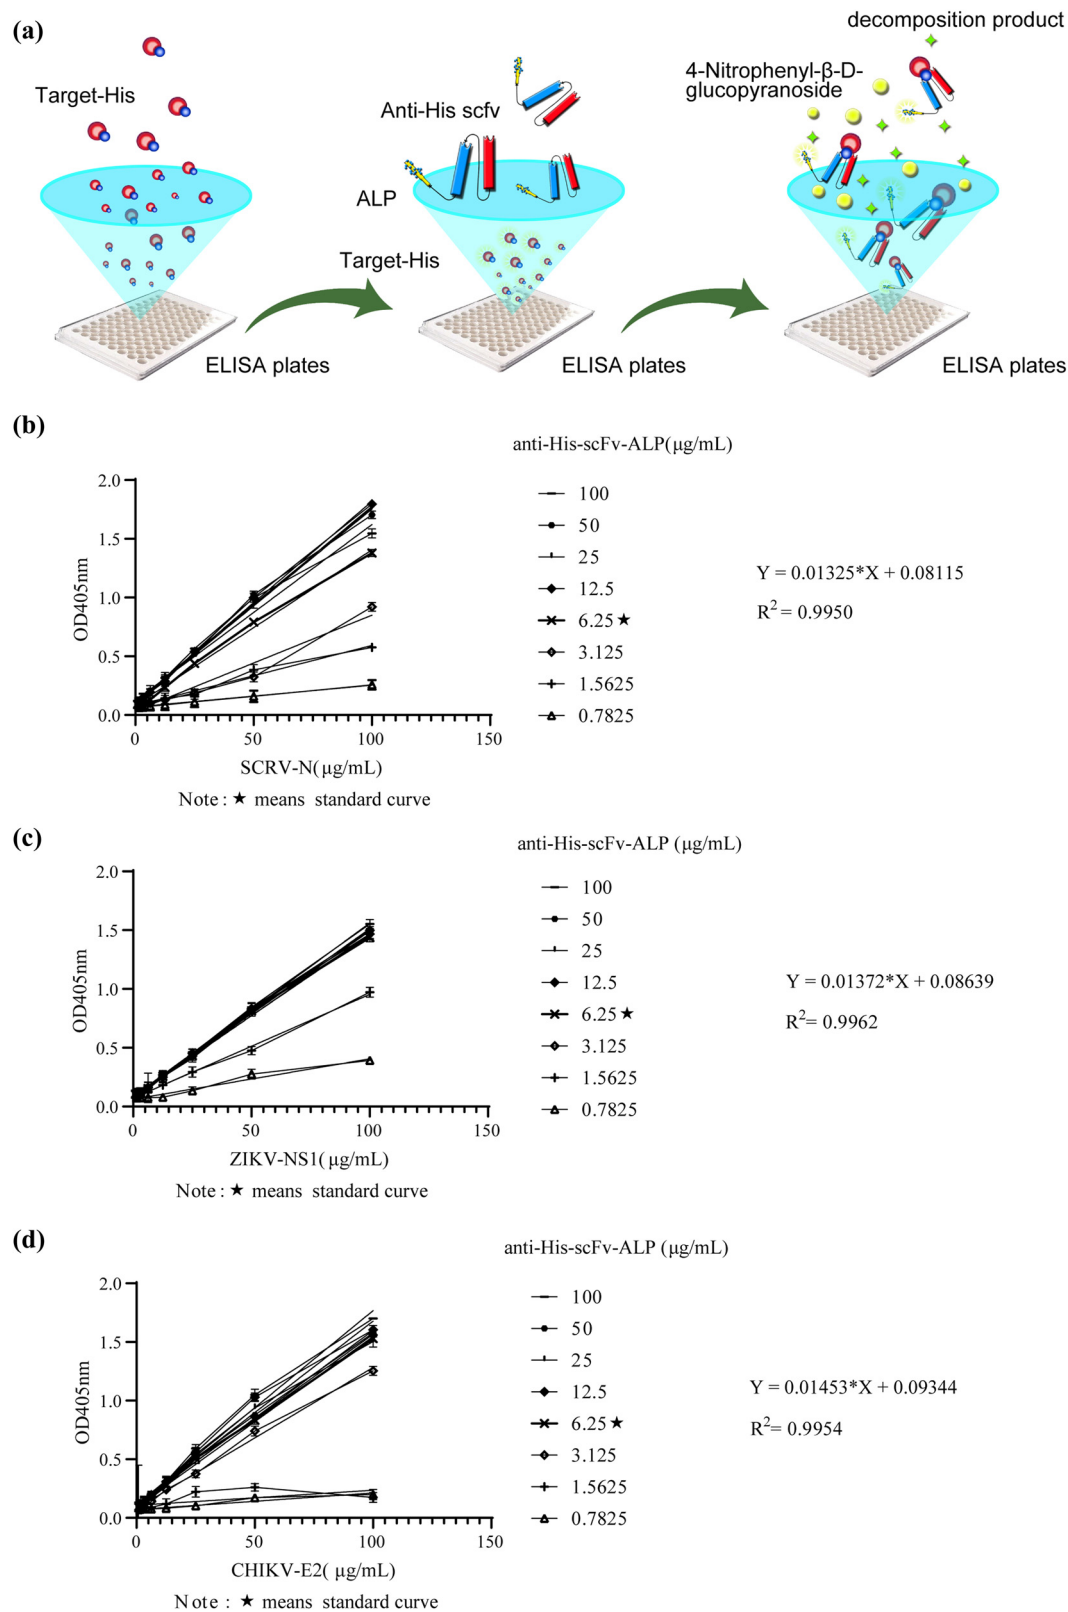 (a)
decomposition product
Target-His
Anti-His scfv
4-Nitrophenyl-β-D-
glucopyranoside
ALP
Target-His
ELISA plates
ELISA plates
ELISA plates
(b)
anti-His-scFv-ALP(μg/mL)
2.0
1.5
1.0
0.5
0.0
OD405nm
0
50
100
150
SCRV-N(μg/mL)
Note : ★ means standard curve
100
50
25
12.5
6.25 ★
3.125
1.5625
0.7825
Y = 0.01325*X + 0.08115
R² = 0.9950
(c)
anti-His-scFv-ALP (μg/mL)
2.0
1.5
1.0
0.5
0.0
OD405nm
0
50
100
150
ZIKV-NS1(μg/mL)
Note : ★ means standard curve
100
50
25
12.5
6.25 ★
3.125
1.5625
0.7825
Y = 0.01372*X + 0.08639
R²= 0.9962
(d)
anti-His-scFv-ALP (μg/mL)
2.0
1.5
1.0
0.5
0.0
OD405nm
0
50
100
150
CHIKV-E2( μg/mL)
Note : ★ means standard curve
100
50
25
12.5
6.25 ★
3.125
1.5625
0.7825
Y = 0.01453*X + 0.09344
R²= 0.9954